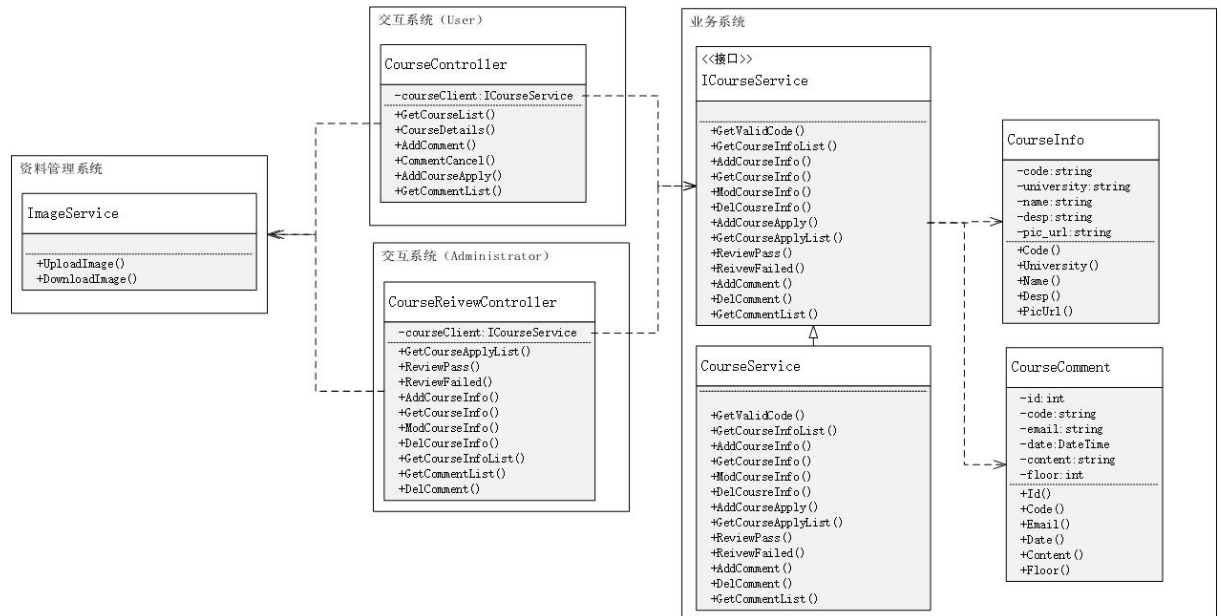 资料管理系统
ImageService
+UploadImage()
+DownloadImage()
交互系统（User）
CourseController
-courseClient:ICourseService
+GetCourseList()
+CourseDetails()
+AddComment()
+CommentCancel()
+AddCourseApply()
+GetCommentList()
交互系统（Administrator）
CourseReivewController
-courseClient:ICourseService
+GetCourseApplyList()
+ReviewPass()
+ReviewFailed()
+AddCourseInfo()
+GetCourseInfo()
+ModCourseInfo()
+DelCourseInfo()
+GetCourseInfoList()
+GetCommentList()
+DelComment()
业务系统
<<接口>>
ICourseService
+GetValidCode()
+GetCourseInfoList()
+AddCourseInfo()
+GetCourseInfo()
+ModCourseInfo()
+DelCousreInfo()
+AddCourseApply()
+GetCourseApplyList()
+ReviewPass()
+ReivewFailed()
+AddComment()
+DelComment()
+GetCommentList()
CourseService
+GetValidCode()
+GetCourseInfoList()
+AddCourseInfo()
+GetCourseInfo()
+ModCourseInfo()
+DelCousreInfo()
+AddCourseApply()
+GetCourseApplyList()
+ReviewPass()
+ReivewFailed()
+AddComment()
+DelComment()
+GetCommentList()
CourseInfo
-code:string
-university:string
-name:string
-desp:string
-pic_url:string
+Code()
+University()
+Name()
+Desp()
+PicUrl()
CourseComment
-id:int
-code:string
-email:string
-date:DateTime
-content:string
-floor:int
+Id()
+Code()
+Email()
+Date()
+Content()
+Floor()